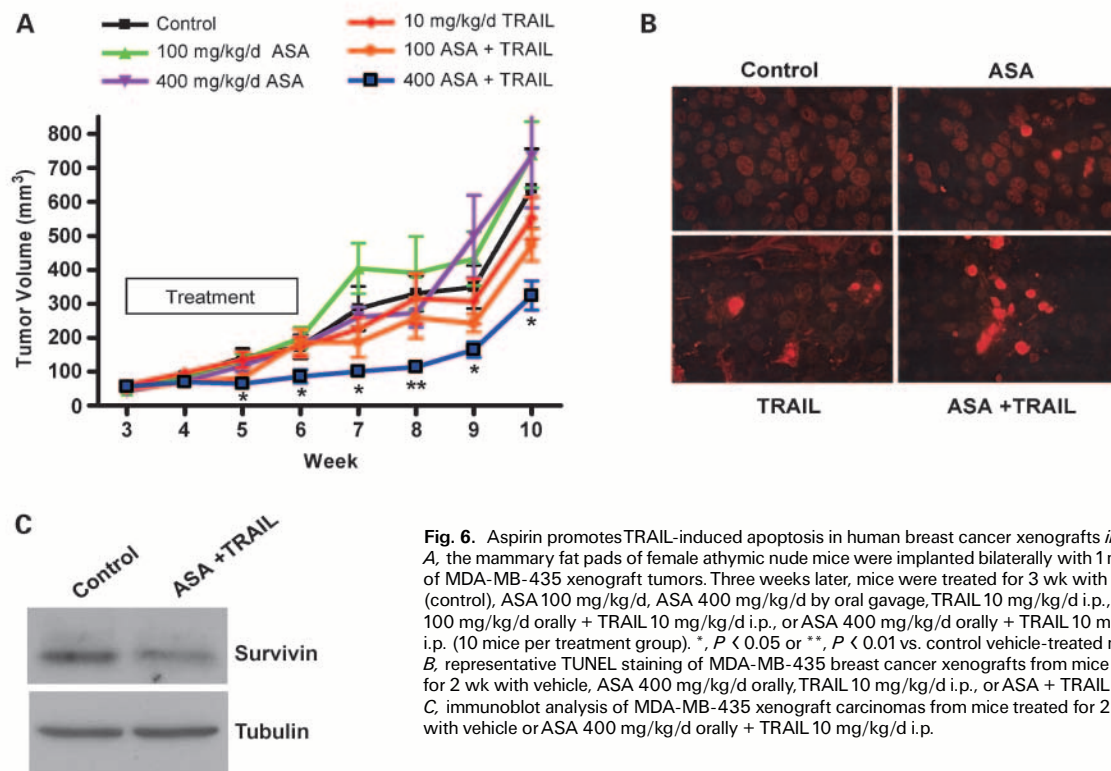 A
Control
100 mg/kg/d ASA
400 mg/kg/d ASA
10 mg/kg/d TRAIL
100 ASA + TRAIL
400 ASA + TRAIL
Tumor Volume (mm³)
800
700
600
500
400
300
200
100
0
Treatment
*
*
*
**
*
*
3 4 5 6 7 8 9 10
Week
B
Control ASA
TRAIL ASA +TRAIL
C
Control
ASA +TRAIL
Survivin
Tubulin
Fig. 6. Aspirin promotes TRAIL-induced apoptosis in human breast cancer xenografts
A, the mammary fat pads of female athymic nude mice were implanted bilaterally with 1
of MDA-MB-435 xenograft tumors. Three weeks later, mice were treated for 3 wk with
(control), ASA 100 mg/kg/d, ASA 400 mg/kg/d by oral gavage, TRAIL 10 mg/kg/d i.p.,
100 mg/kg/d orally + TRAIL 10 mg/kg/d i.p., or ASA 400 mg/kg/d orally + TRAIL 10
i.p. (10 mice per treatment group). *, P < 0.05 or **, P < 0.01 vs. control vehicle-treated
B, representative TUNEL staining of MDA-MB-435 breast cancer xenografts from mice
for 2 wk with vehicle, ASA 400 mg/kg/d orally, TRAIL 10 mg/kg/d i.p., or ASA + TRAIL
C, immunoblot analysis of MDA-MB-435 xenograft carcinomas from mice treated for 2
with vehicle or ASA 400 mg/kg/d orally + TRAIL 10 mg/kg/d i.p.